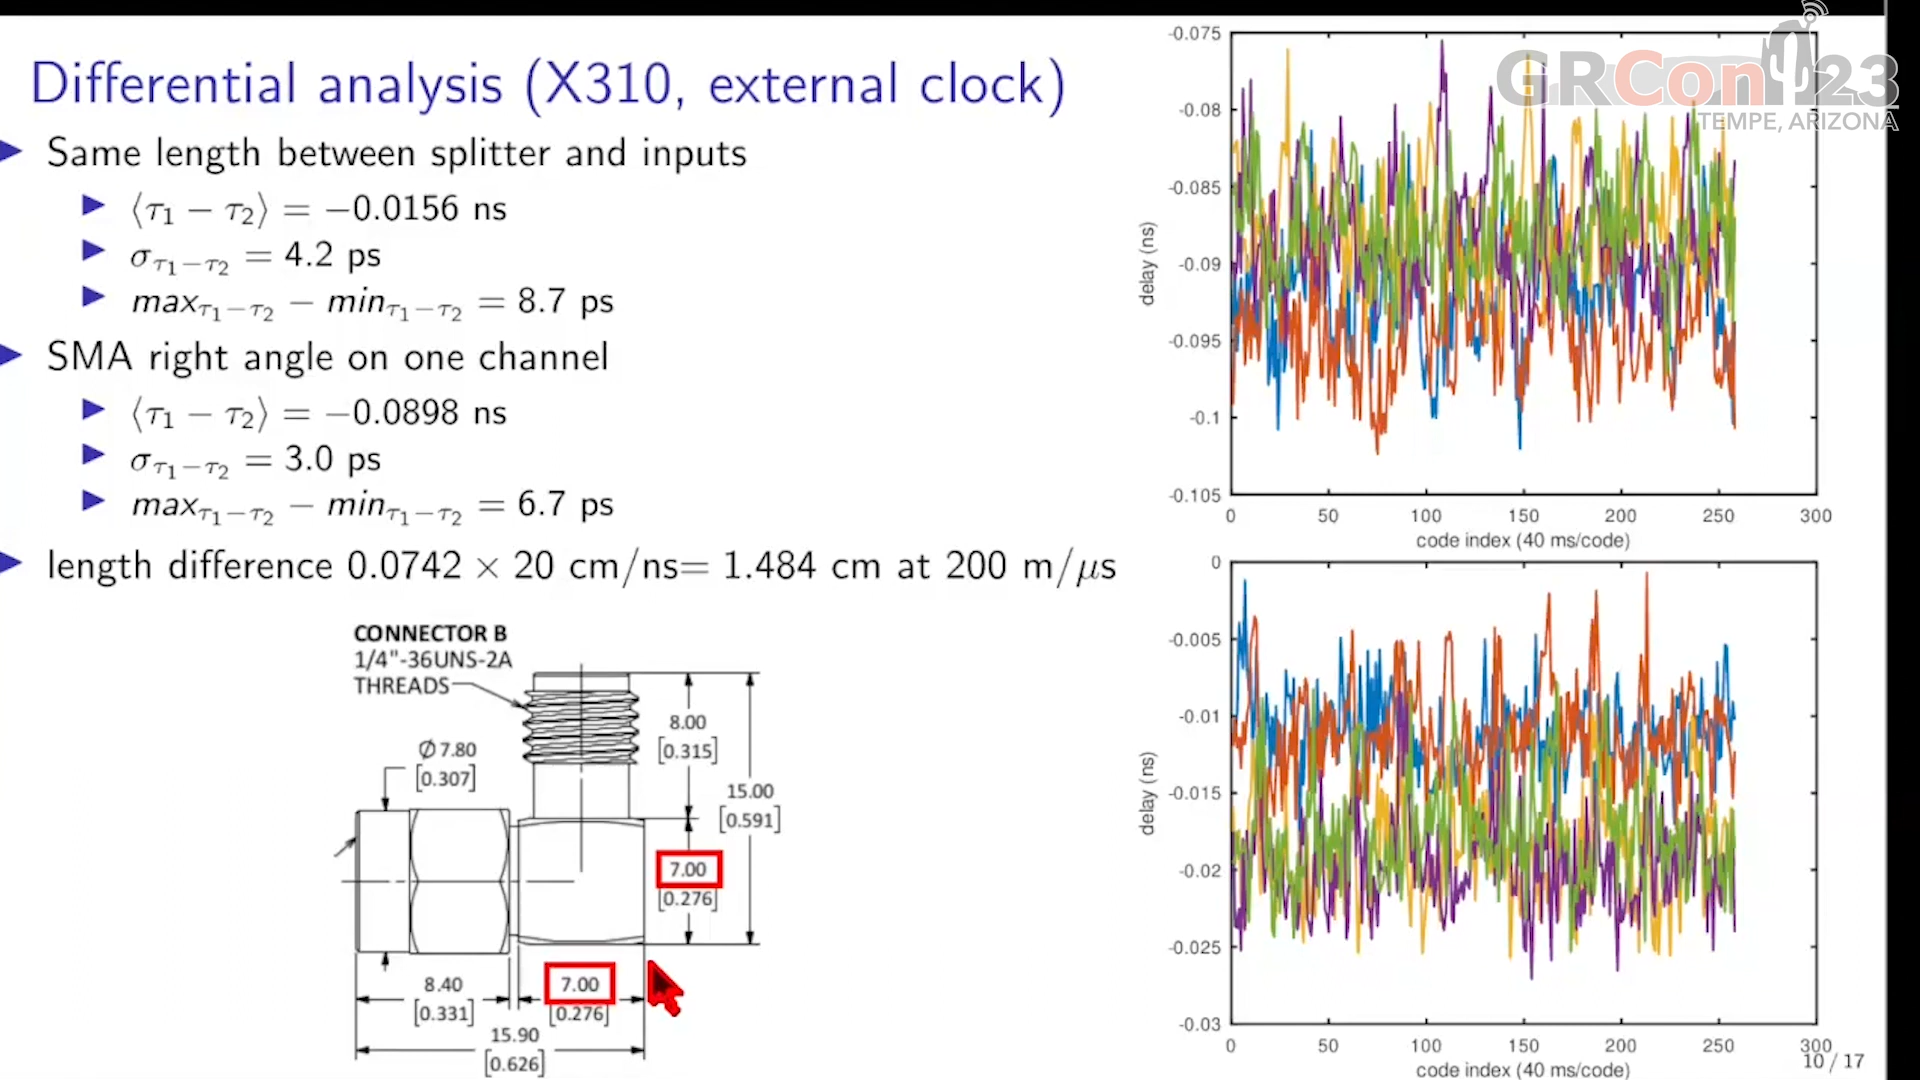 Differential analysis (X310, external clock)
Same length between splitter and inputs
⟨τ1 − τ2⟩ = −0.0156 ns
στ1−τ2 = 4.2 ps
maxτ1−τ2 − minτ1−τ2 = 8.7 ps
SMA right angle on one channel
⟨τ1 − τ2⟩ = −0.0898 ns
στ1−τ2 = 3.0 ps
maxτ1−τ2 − minτ1−τ2 = 6.7 ps
length difference 0.0742 × 20 cm/ns= 1.484 cm at 200 m/μs
CONNECTOR B
1/4"-36UNS-2A
THREADS
Ø 7.80
[0.307]
8.00
[0.315]
15.00
[0.591]
7.00
[0.276]
8.40
[0.331]
7.00
[0.276]
15.90
[0.626]
GRCon 23
TEMPE, ARIZONA
-0.075
-0.08
-0.085
-0.09
-0.095
-0.1
-0.105
delay (ns)
0 50 100 150 200 250 300
code index (40 ms/code)
0
-0.005
-0.01
-0.015
-0.02
-0.025
-0.03
delay (ns)
0 50 100 150 200 250 300
code index (40 ms/code)
10 / 17